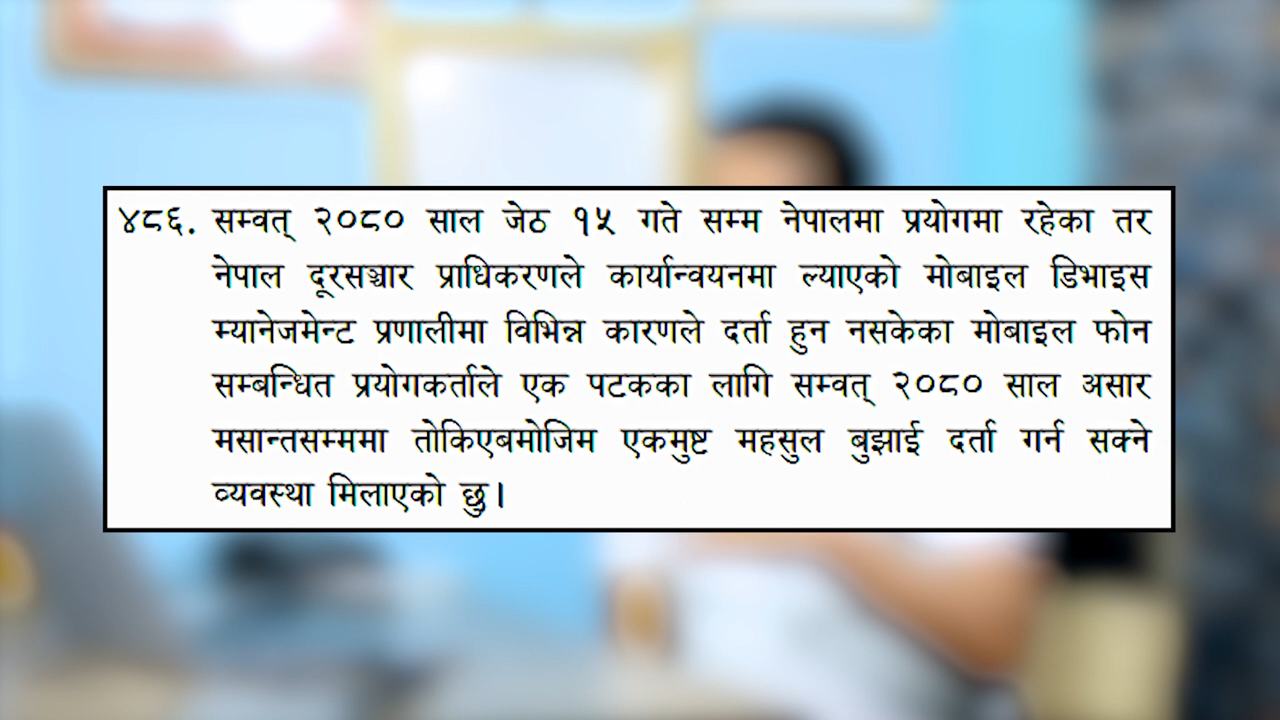 ४८६. सम्वत् २०८० साल जेठ १५ गते सम्म नेपालमा प्रयोगमा रहेका तर
नेपाल दूरसञ्चार प्राधिकरणले कार्यान्वयनमा ल्याएको मोबाइल डिभाइस
म्यानेजमेन्ट प्रणालीमा विभिन्न कारणले दर्ता हुन नसकेका मोबाइल फोन
सम्बन्धित प्रयोगकर्ताले एक पटकका लागि सम्वत् २०८० साल असार
मसान्तसम्ममा तोकिएबमोजिम एकमुष्ट महसुल बुझाई दर्ता गर्न सक्ने
व्यवस्था मिलाएको छु।